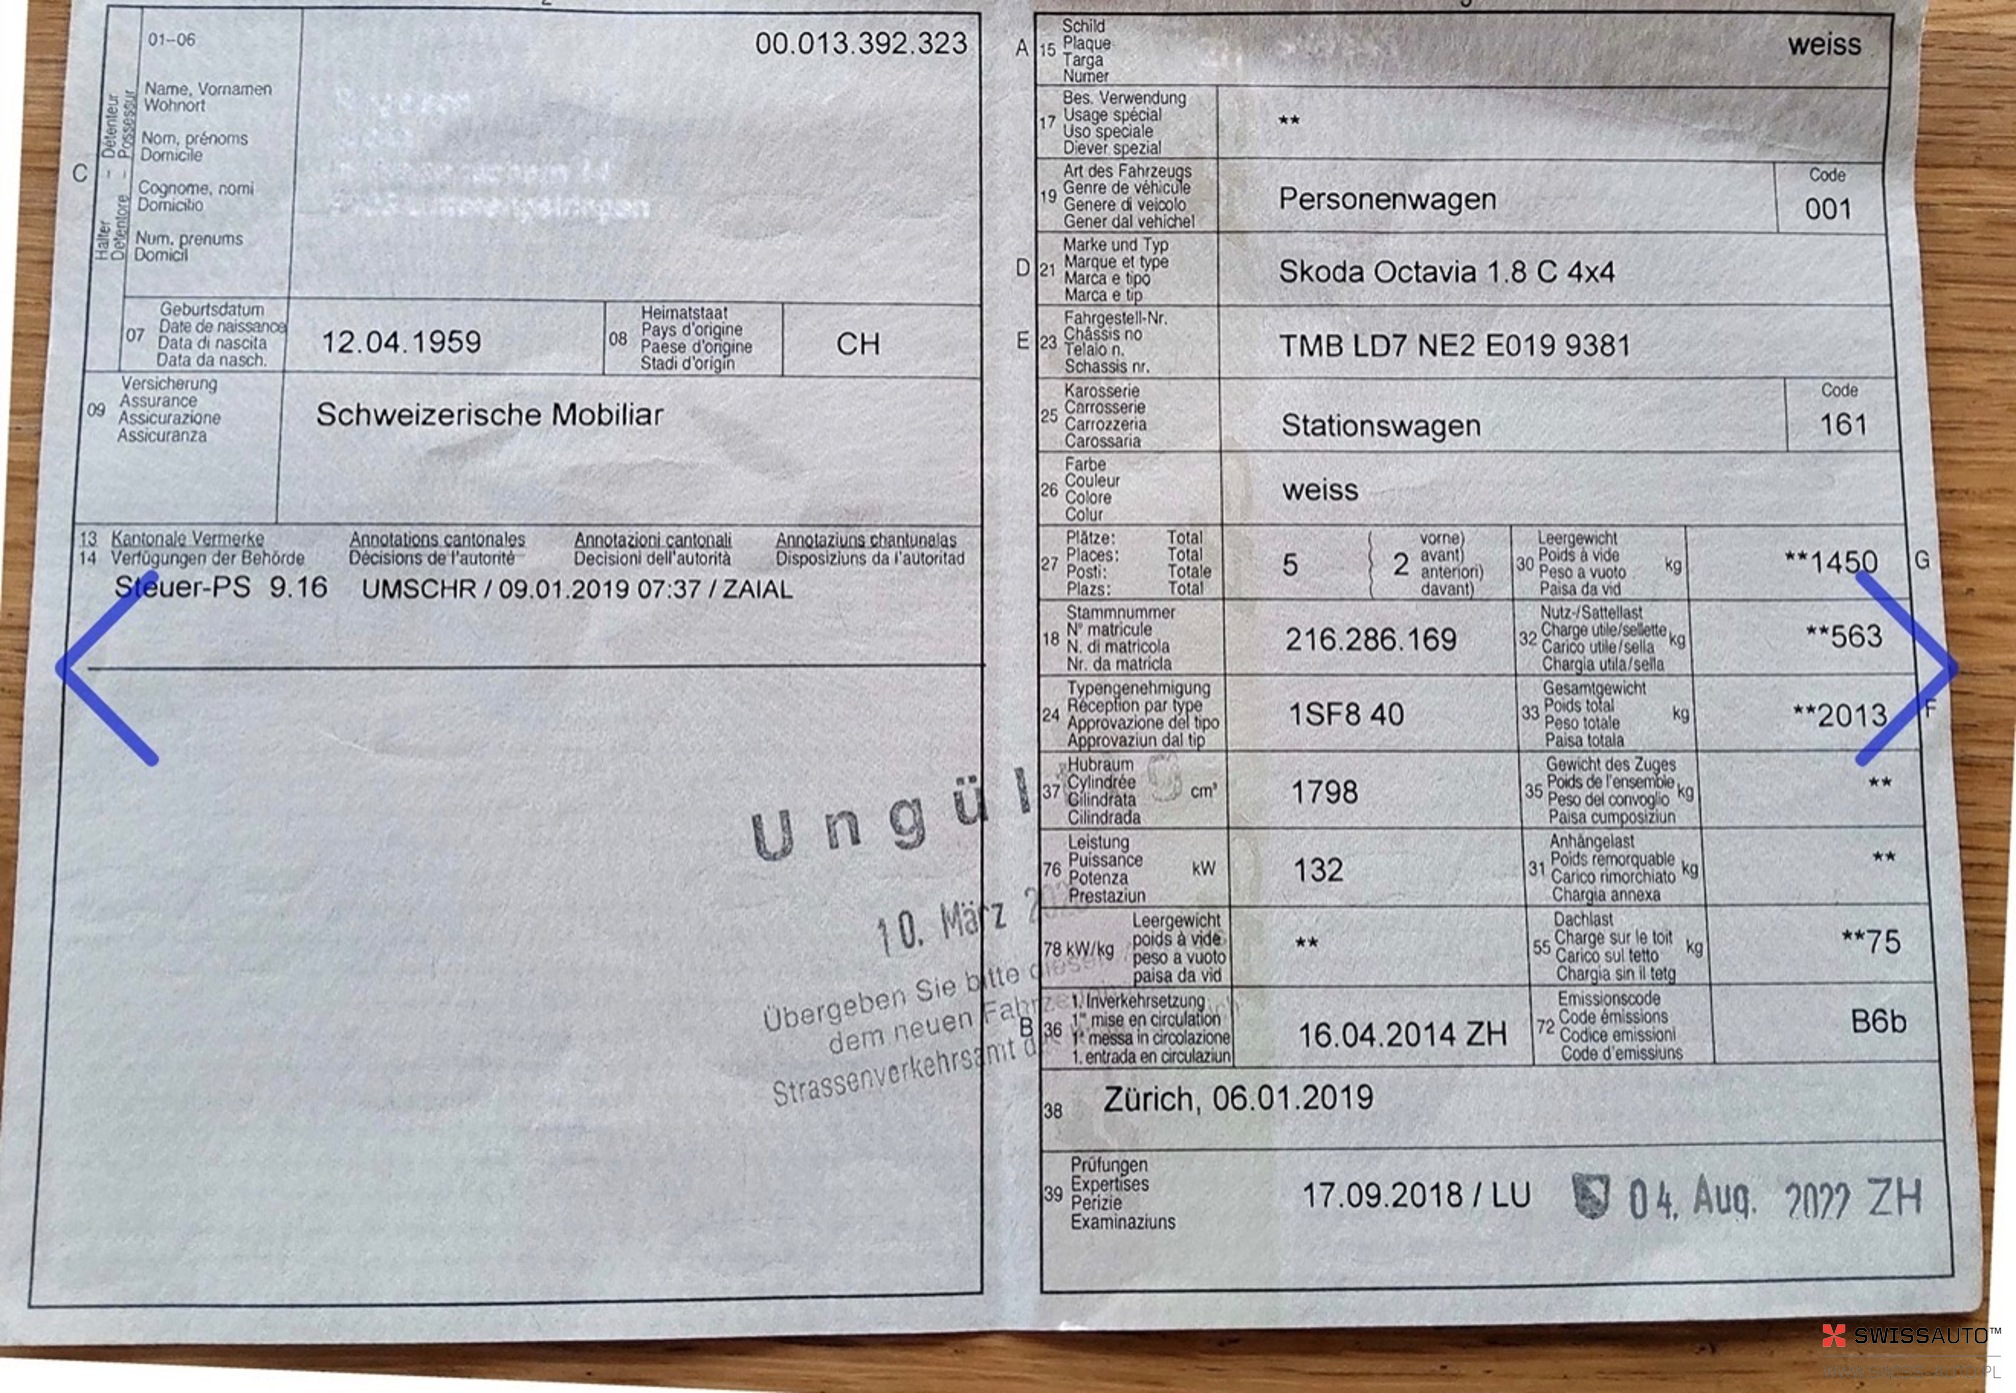 01-06
00.013.392.323
Halter - Détenteur
Detentore - Possessur
Name, Vornamen
Wohnort
Nom, prénoms
Domicile
Cognome, nomi
Domicilio
Num, prenums
Domicil
C
07
Geburtsdatum
Date de naissance
Data di nascita
Data da nasch.
12.04.1959
08
Heimatstaat
Pays d'origine
Paese d'origine
Stadi d'origin
CH
09
Versicherung
Assurance
Assicurazione
Assicuranza
Schweizerische Mobiliar
13 Kantonale Vermerke Annotations cantonales Annotazioni cantonali Annotaziuns chantunalas
14 Verfügungen der Behörde Décisions de l'autorité Decisioni dell'autorità Disposiziuns da l'autoritad
Steuer-PS 9.16 UMSCHR / 09.01.2019 07:37 / ZAIAL
Ungül
10. März
Übergeben Sie bitte
dem neuen Fahrz
Strassenverkehrsamt d
A
15
Schild
Plaque
Targa
Numer
weiss
17
Bes. Verwendung
Usage spécial
Uso speciale
Diever spezial
**
19
Art des Fahrzeugs
Genre de véhicule
Genere di veicolo
Gener dal vehichel
Personenwagen
Code
001
D
21
Marke und Typ
Marque et type
Marca e tipo
Marca e tip
Skoda Octavia 1.8 C 4x4
E
23
Fahrgestell-Nr.
Châssis no
Telaio n.
Schassis nr.
TMB LD7 NE2 E019 9381
25
Karosserie
Carrosserie
Carrozzeria
Carossaria
Stationswagen
Code
161
26
Farbe
Couleur
Colore
Colur
weiss
27
Plätze: Total
Places: Total
Posti: Totale
Plazs: Total
5
2
vorne)
avant)
anteriori)
davant)
30
Leergewicht
Poids à vide
Peso a vuoto
Paisa da vid
kg
**1450
G
18
Stammnummer
N° matricule
N. di matricola
Nr. da matricla
216.286.169
32
Nutz-/Sattellast
Charge utile/sellette
Carico utile/sella
Chargia utila/sella
kg
**563
24
Typengenehmigung
Réception par type
Approvazione del tipo
Approvaziun dal tip
1SF8 40
33
Gesamtgewicht
Poids total
Peso totale
Paisa totala
kg
**2013
F
37
Hubraum
Cylindrée
Cilindrata
Cilindrada
cm³
1798
35
Gewicht des Zuges
Poids de l'ensemble
Peso del convoglio
Paisa cumposiziun
kg
**
76
Leistung
Puissance
Potenza
Prestaziun
kW
132
31
Anhängelast
Poids remorquable
Carico rimorchiato
Chargia annexa
kg
**
78 kW/kg
Leergewicht
poids à vide
peso a vuoto
paisa da vid
**
55
Dachlast
Charge sur le toit
Carico sul tetto
Chargia sin il tetg
kg
**75
B
36
1. Inverkehrsetzung
1re mise en circulation
1a messa in circolazione
1. entrada en circulaziun
16.04.2014 ZH
72
Emissionscode
Code émissions
Codice emissioni
Code d'emissiuns
B6b
38
Zürich, 06.01.2019
39
Prüfungen
Expertises
Perizie
Examinaziuns
17.09.2018 / LU
04. Aug. 2022 ZH
SWISSAUTO™